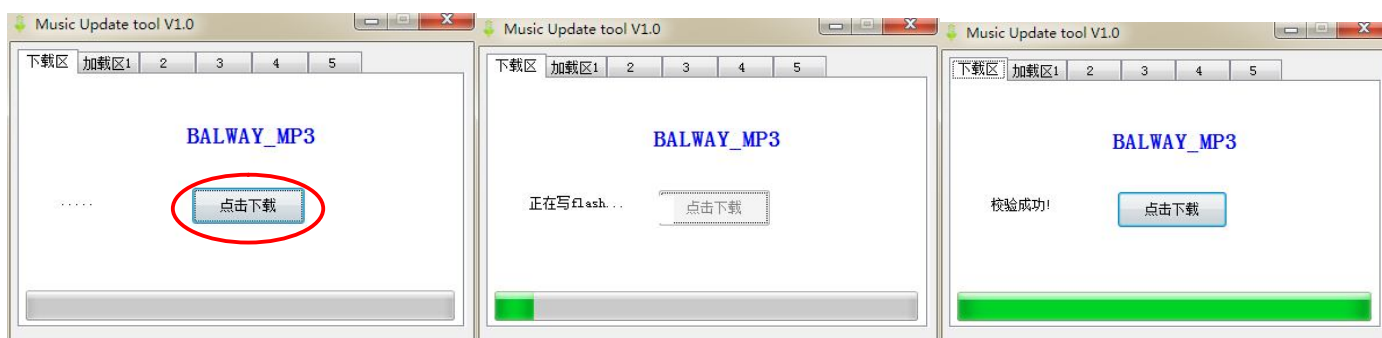 Music Update tool V1.0
下载区 加载区1 2 3 4 5
BALWAY_MP3
.....
点击下载
Music Update tool V1.0
下载区 加载区1 2 3 4 5
BALWAY_MP3
正在写flash...
点击下载
Music Update tool V1.0
下载区 加载区1 2 3 4 5
BALWAY_MP3
校验成功!
点击下载